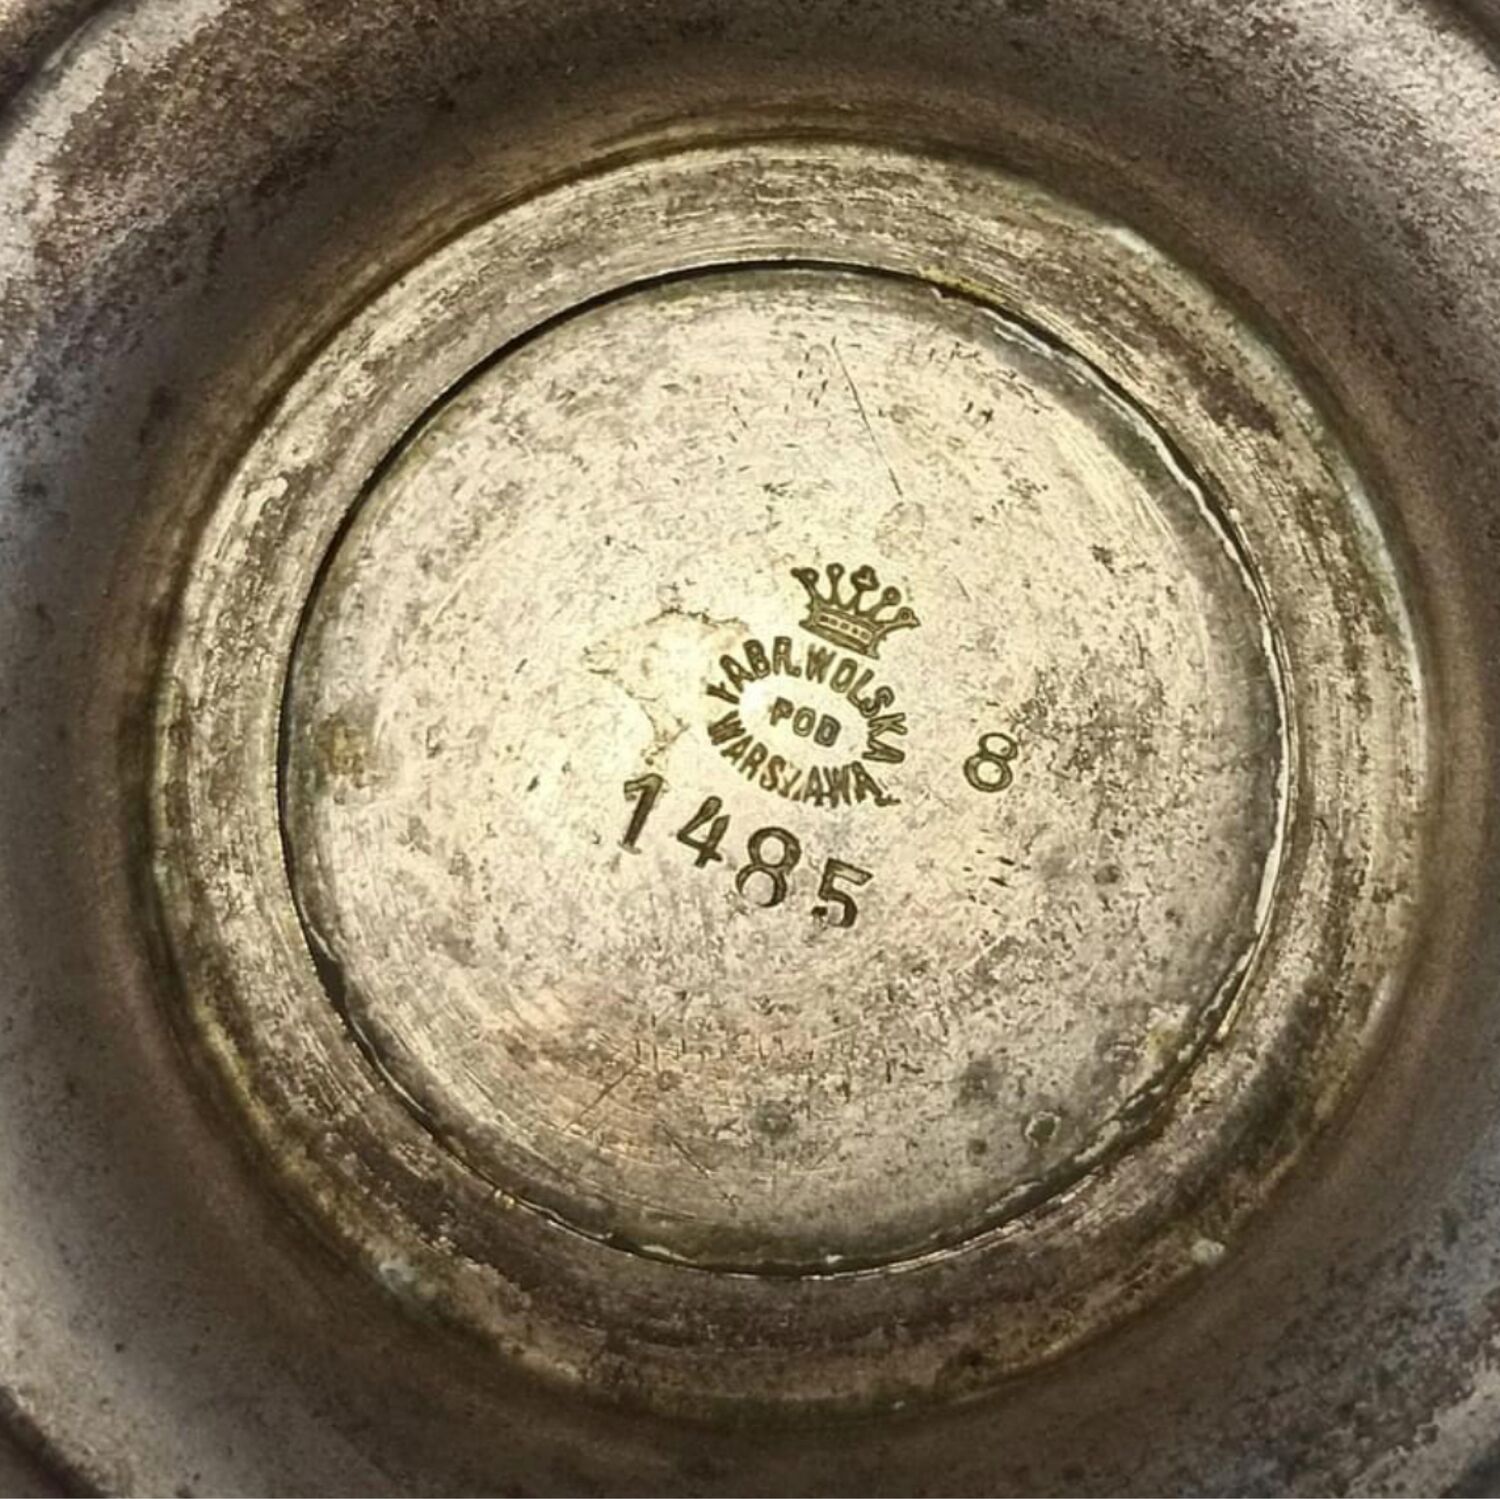 FABR. WOLSKA
POD
WARSZAWĄ
8
1485